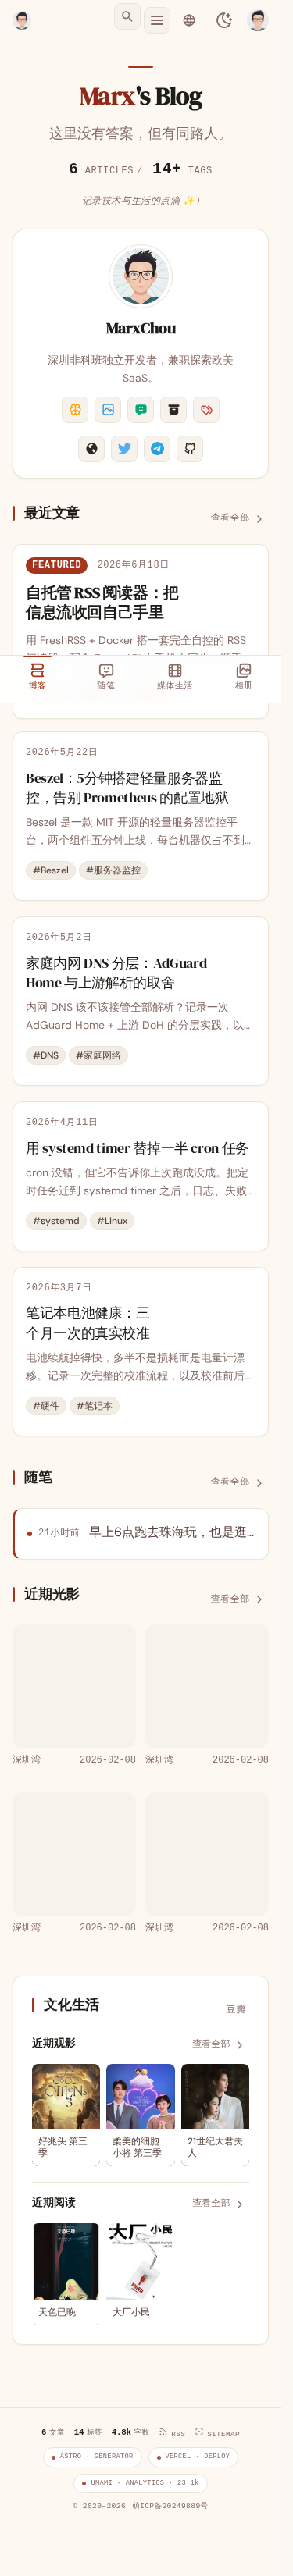 Marx's Blog
这里没有答案，但有同路人。
6 ARTICLES / 14+ TAGS
记录技术与生活的点滴 ✨
MarxChou
深圳非科班独立开发者，兼职探索欧美
SaaS。
最近文章
查看全部
FEATURED 2026年6月18日
自托管 RSS 阅读器：把
信息流收回自己手里
用 FreshRSS + Docker 搭一套完全自控的 RSS
博客
随笔
媒体生活
相册
2026年5月22日
Beszel：5分钟搭建轻量服务器监
控，告别 Prometheus 的配置地狱
Beszel 是一款 MIT 开源的轻量服务器监控平
台，两个组件五分钟上线，每台机器仅占不到...
#Beszel #服务器监控
2026年5月2日
家庭内网 DNS 分层：AdGuard
Home 与上游解析的取舍
内网 DNS 该不该接管全部解析？记录一次
AdGuard Home + 上游 DoH 的分层实践，以...
#DNS #家庭网络
2026年4月11日
用 systemd timer 替掉一半 cron 任务
cron 没错，但它不告诉你上次跑成没成。把定
时任务迁到 systemd timer 之后，日志、失败...
#systemd #Linux
2026年3月7日
笔记本电池健康：三
个月一次的真实校准
电池续航掉得快，多半不是损耗而是电量计漂
移。记录一次完整的校准流程，以及校准前后...
#硬件 #笔记本
随笔
查看全部
21小时前 早上6点跑去珠海玩，也是逛...
近期光影
查看全部
深圳湾 2026-02-08
深圳湾 2026-02-08
深圳湾 2026-02-08
深圳湾 2026-02-08
文化生活
豆瓣
近期观影
查看全部
GOOD OMENS 3
好兆头 第三
季
柔美的细胞
小将 第三季
21世纪大君夫
人
近期阅读
查看全部
天色已晚
天色已晚
大厂小民
大厂小民
6 文章 14 标签 4.8k 字数 RSS SITEMAP
ASTRO · GENERATOR
VERCEL · DEPLOY
UMAMI · ANALYTICS · 23.1k
© 2020–2026 萌ICP备20249889号